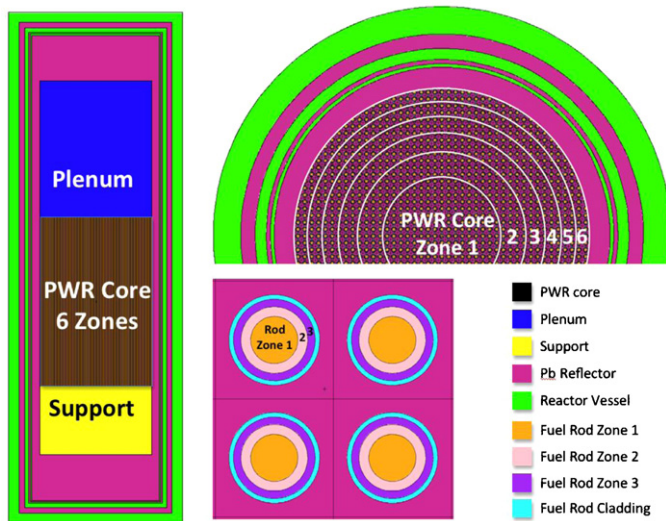 Plenum
PWR Core
6 Zones
Support
PWR Core
Zone 1
2
3
4
5
6
Rod
Zone 1
2
3
PWR core
Plenum
Support
Pb Reflector
Reactor Vessel
Fuel Rod Zone 1
Fuel Rod Zone 2
Fuel Rod Zone 3
Fuel Rod Cladding